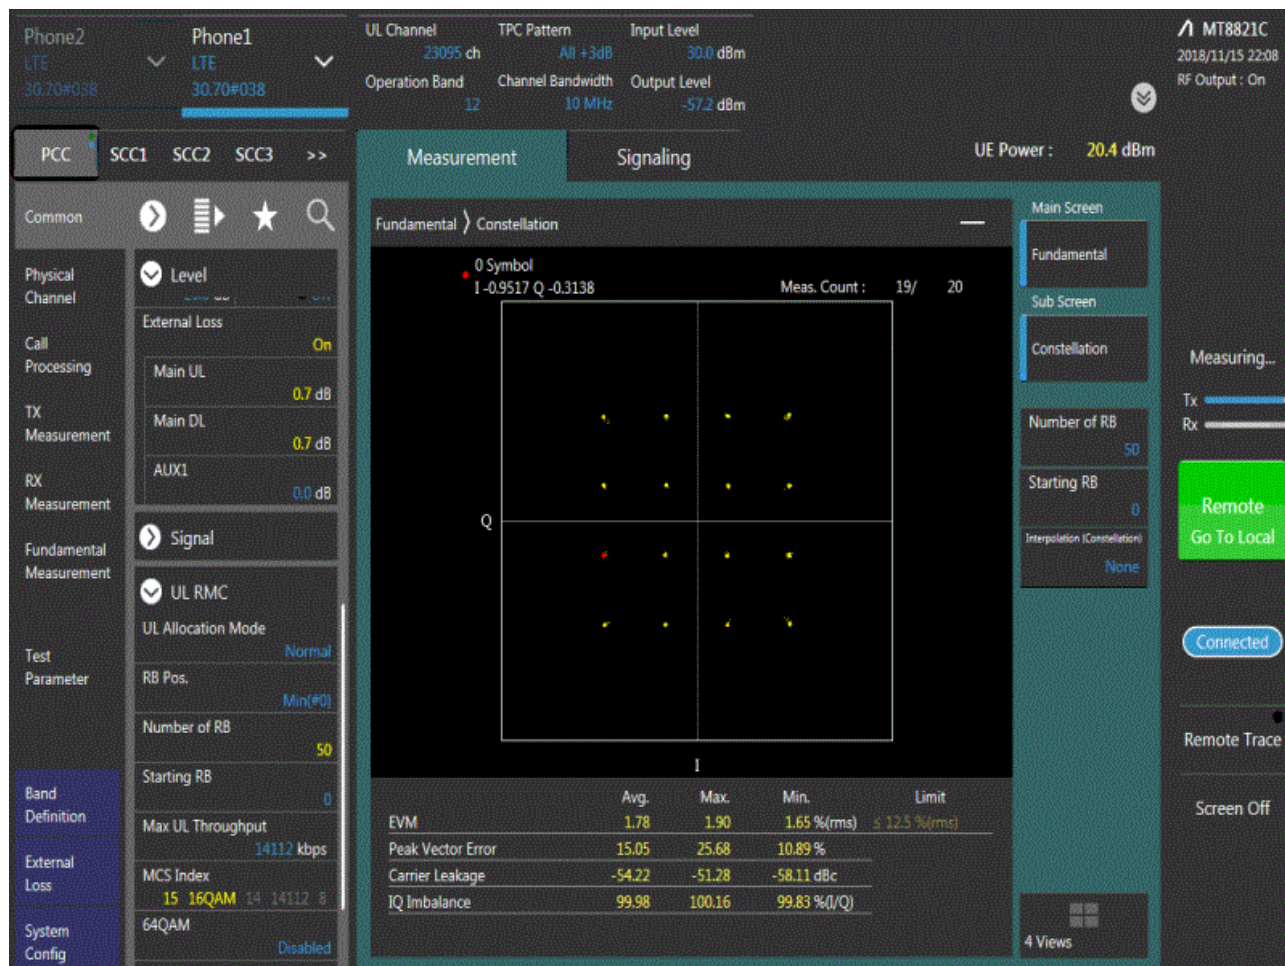 Phone2
LTE
30.70#038
Phone1
LTE
30.70#038
UL Channel
23095 ch
TPC Pattern
All +3dB
Input Level
30.0 dBm
Operation Band
12
Channel Bandwidth
10 MHz
Output Level
-57.2 dBm
MT8821C
2018/11/15 22:08
RF Output : On
PCC SCC1 SCC2 SCC3 >>
Measurement
Signaling
UE Power : 20.4 dBm
Common
Physical
Channel
Call
Processing
TX
Measurement
RX
Measurement
Fundamental
Measurement
Test
Parameter
Band
Definition
External
Loss
System
Config
Level
External Loss
On
Main UL
0.7 dB
Main DL
0.7 dB
AUX1
0.0 dB
Signal
UL RMC
UL Allocation Mode
Normal
RB Pos.
Min(#0)
Number of RB
50
Starting RB
0
Max UL Throughput
14112 kbps
MCS Index
15 16QAM 14 14112 8
64QAM
Disabled
Fundamental 〉 Constellation
0 Symbol
I -0.9517 Q -0.3138
Meas. Count : 19/ 20
Q
I
Avg. Max. Min. Limit
EVM 1.78 1.90 1.65 %(rms) ≤ 12.5 %(rms)
Peak Vector Error 15.05 25.68 10.89 %
Carrier Leakage -54.22 -51.28 -58.11 dBc
IQ Imbalance 99.98 100.16 99.83 %(I/Q)
Main Screen
Fundamental
Sub Screen
Constellation
Number of RB
50
Starting RB
0
Interpolation (Constellation)
None
4 Views
Measuring...
Tx
Rx
Remote
Go To Local
Connected
Remote Trace
Screen Off